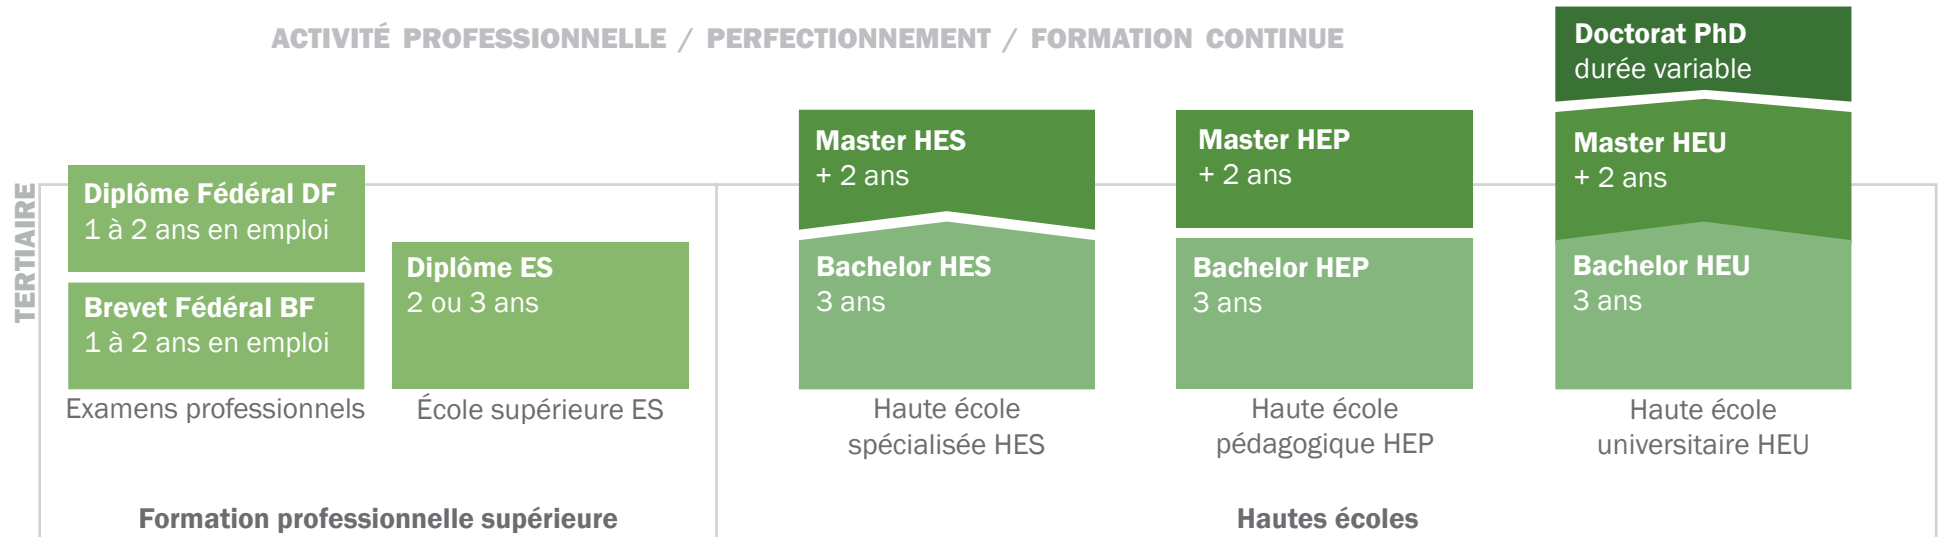 ACTIVITÉ PROFESSIONNELLE / PERFECTIONNEMENT / FORMATION CONTINUE
TERTIAIRE
Diplôme Fédéral DF
1 à 2 ans en emploi
Brevet Fédéral BF
1 à 2 ans en emploi
Examens professionnels
Diplôme ES
2 ou 3 ans
École supérieure ES
Formation professionnelle supérieure
Master HES
+ 2 ans
Bachelor HES
3 ans
Haute école
spécialisée HES
Master HEP
+ 2 ans
Bachelor HEP
3 ans
Haute école
pédagogique HEP
Doctorat PhD
durée variable
Master HEU
+ 2 ans
Bachelor HEU
3 ans
Haute école
universitaire HEU
Hautes écoles